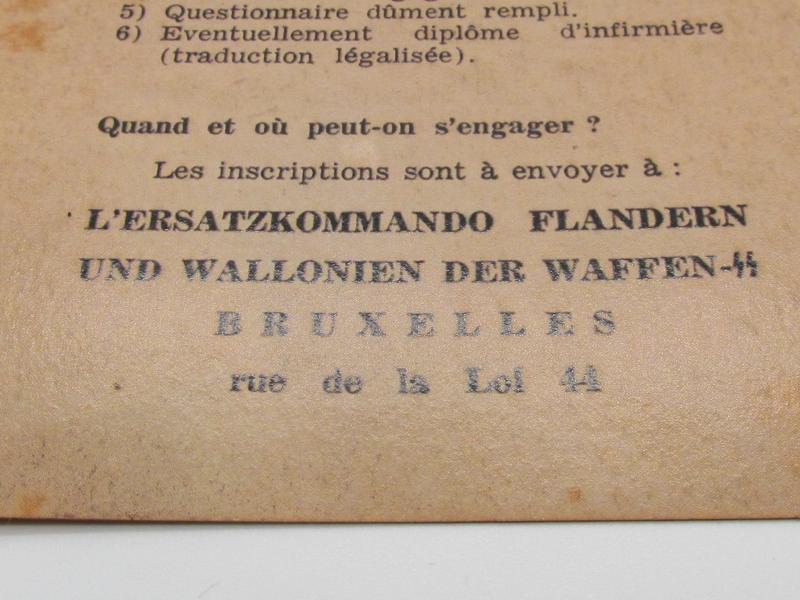 5) Questionnaire dûment rempli.
6) Eventuellement diplôme d'infirmière
(traduction légalisée).
Quand et où peut-on s'engager ?
Les inscriptions sont à envoyer à :
L'ERSATZKOMMANDO FLANDERN
UND WALLONIEN DER WAFFEN-ᛋᛋ
BRUXELLES
rue de la Loi 44